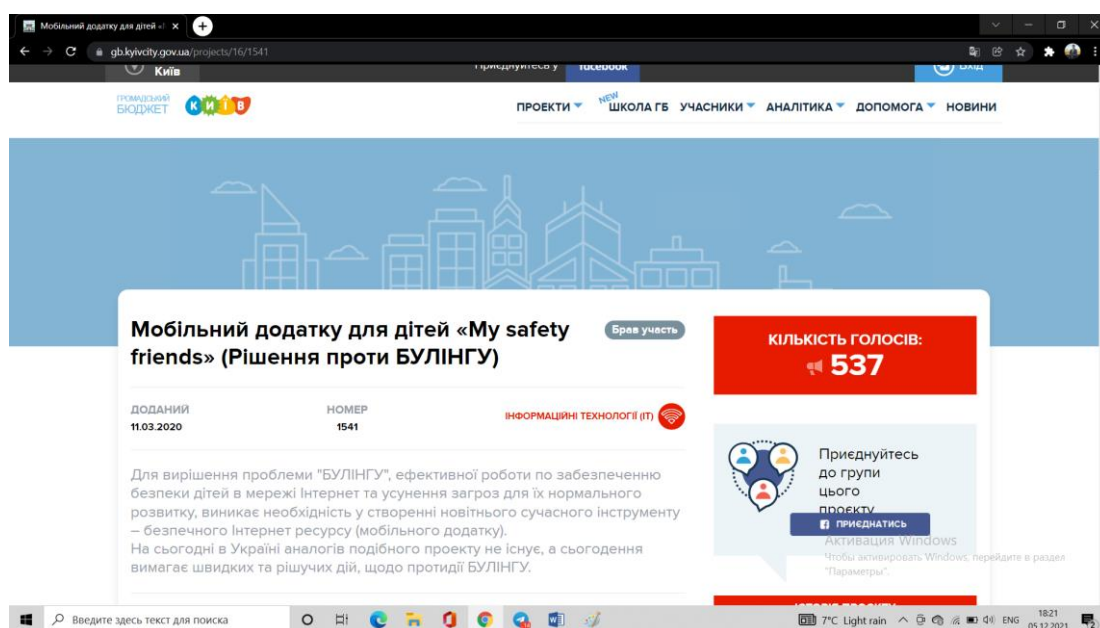 Мобільний додатку для дітей «
gb.kyivcity.gov.ua/projects/16/1541
Київ
Приєднуйтесь у facebook
Вхід
ГРОМАДСЬКИЙ
БЮДЖЕТ
КИЇВ
ПРОЕКТИ
NEW
ШКОЛА ГБ
УЧАСНИКИ
АНАЛІТИКА
ДОПОМОГА
НОВИНИ
Мобільний додатку для дітей «My safety
friends» (Рішення проти БУЛІНГУ)
Брав участь
ДОДАНИЙ
11.03.2020
НОМЕР
1541
ІНФОРМАЦІЙНІ ТЕХНОЛОГІЇ (ІТ)
Для вирішення проблеми "БУЛІНГУ", ефективної роботи по забезпеченню
безпеки дітей в мережі Інтернет та усунення загроз для їх нормального
розвитку, виникає необхідність у створенні новітнього сучасного інструменту
– безпечного Інтернет ресурсу (мобільного додатку).
На сьогодні в Україні аналогів подібного проекту не існує, а сьогодення
вимагає швидких та рішучих дій, щодо протидії БУЛІНГУ.
КІЛЬКІСТЬ ГОЛОСІВ:
537
Приєднуйтесь
до групи
цього
проєкту
ПРИЄДНАТИСЬ
Активация Windows
Чтобы активировать Windows, перейдите в раздел
"Параметры".
Введите здесь текст для поиска
7°C Light rain
ENG
18:21
05.12.2021